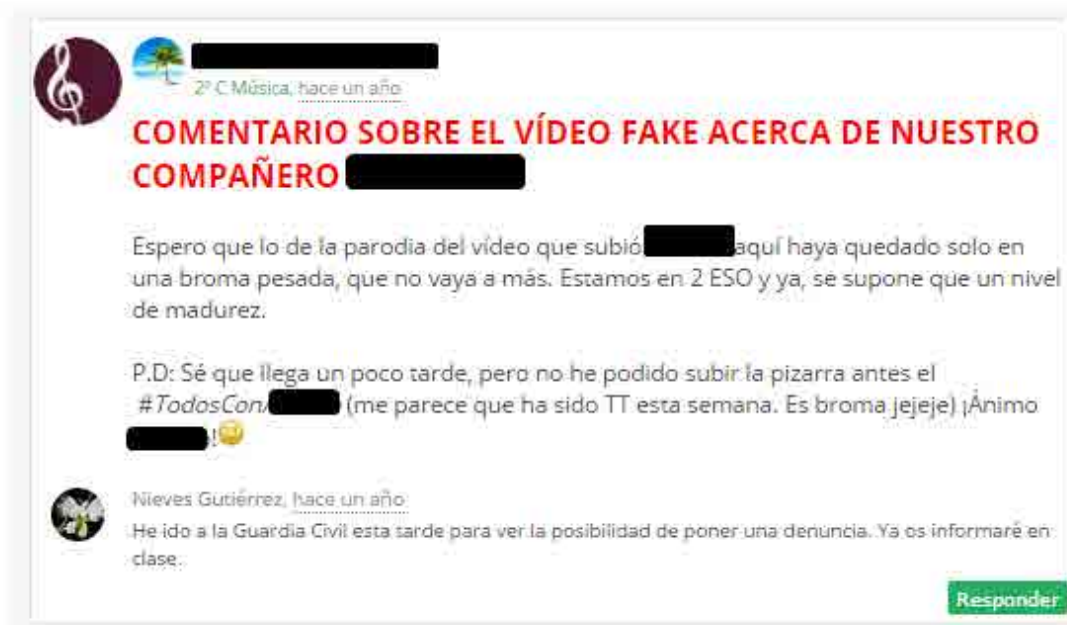 2º C Música, hace un año
COMENTARIO SOBRE EL VÍDEO FAKE ACERCA DE NUESTRO
COMPAÑERO
Espero que lo de la parodia del vídeo que subió aquí haya quedado solo en
una broma pesada, que no vaya a más. Estamos en 2 ESO y ya, se supone que un nivel
de madurez.
P.D: Sé que llega un poco tarde, pero no he podido subir la pizarra antes el
#TodosCon (me parece que ha sido TT esta semana. Es broma jejeje) ¡Ánimo
!
Nieves Gutiérrez, hace un año
He ido a la Guardia Civil esta tarde para ver la posibilidad de poner una denuncia. Ya os informaré en
clase.
Responder